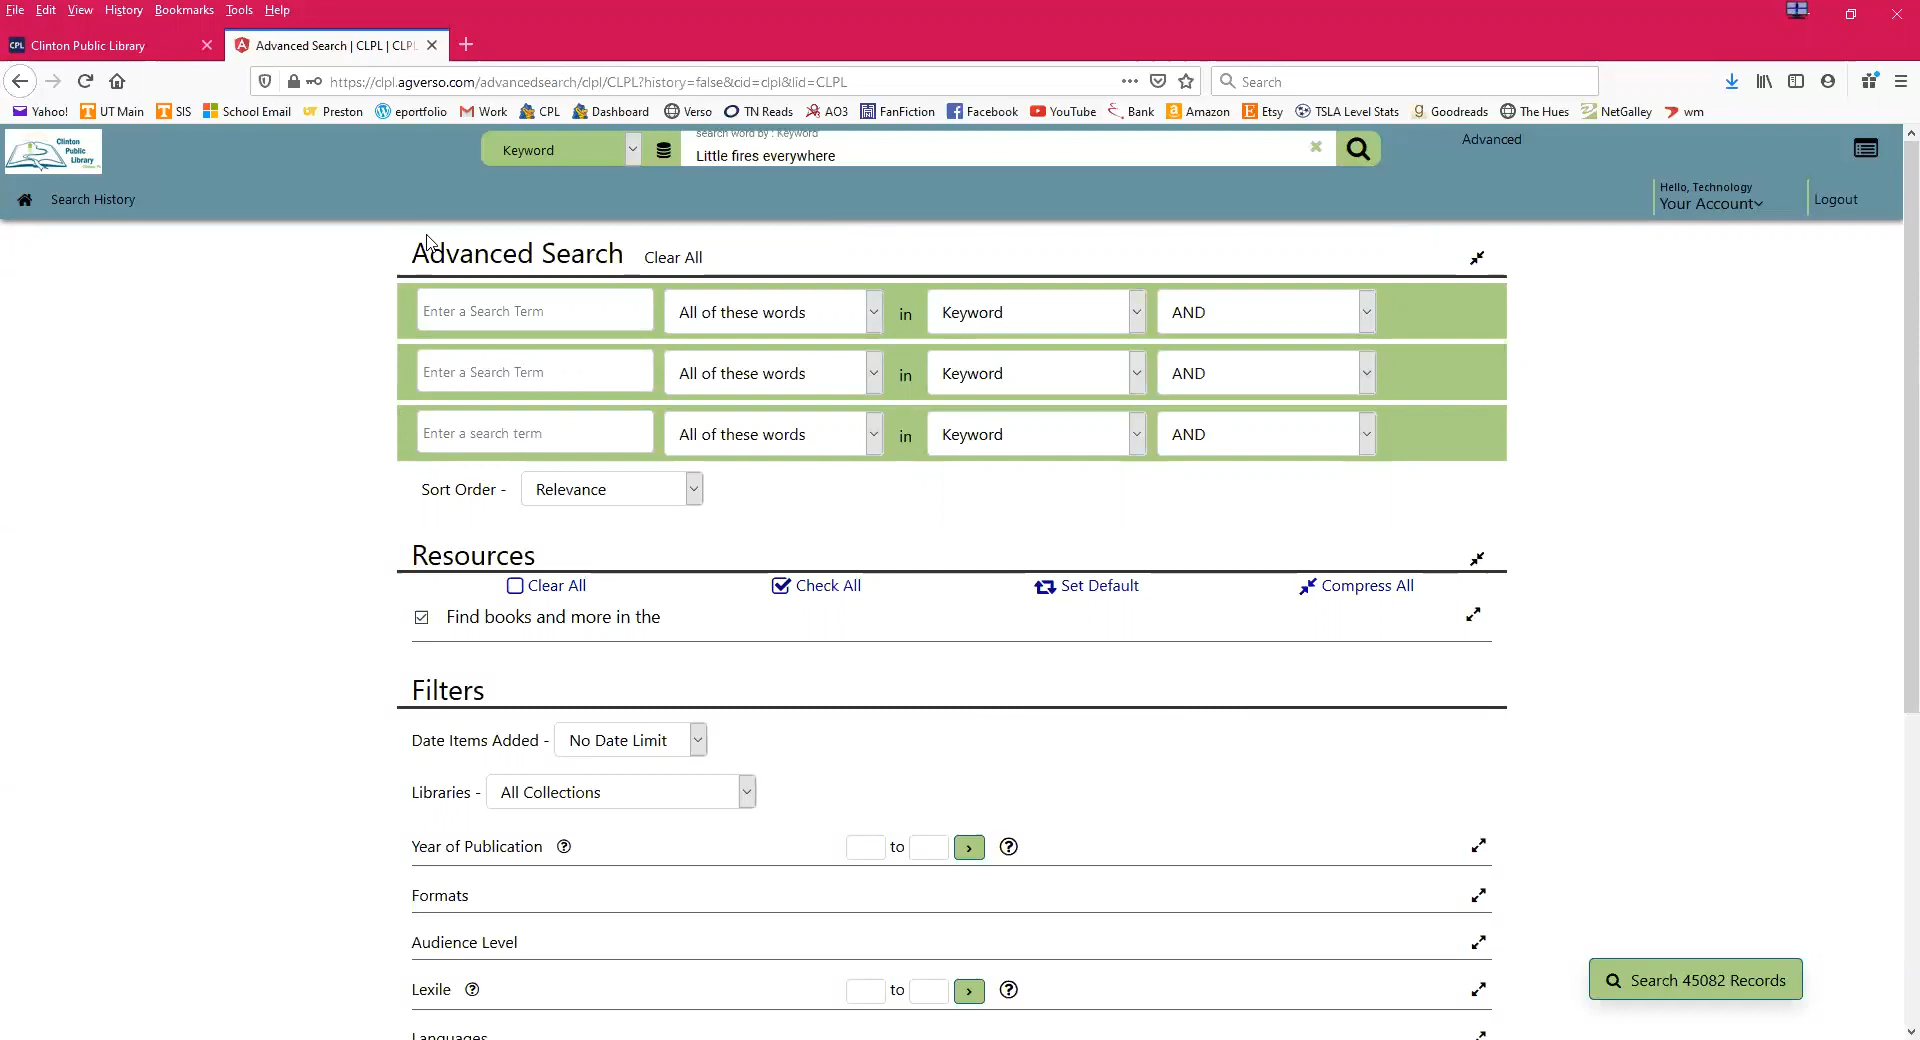 File Edit View History Bookmarks Tools Help
CPL Clinton Public Library Advanced Search | CLPL | CLPL
https://clpl.agverso.com/advancedsearch/clpl/CLPL?history=false&cid=clpl&lid=CLPL Search
Yahoo! UT Main SIS School Email Preston eportfolio Work CPL Dashboard Verso TN Reads AO3 FanFiction Facebook YouTube Bank Amazon Etsy TSLA Level Stats Goodreads The Hues NetGalley wm
Clinton
Public
Library
Keyword
search word by : Keyword
Little fires everywhere
Advanced
Search History
Hello, Technology
Your Account
Logout
Advanced Search Clear All
Enter a Search Term All of these words in Keyword AND
Enter a Search Term All of these words in Keyword AND
Enter a search term All of these words in Keyword AND
Sort Order - Relevance
Resources
Clear All Check All Set Default Compress All
Find books and more in the
Filters
Date Items Added - No Date Limit
Libraries - All Collections
Year of Publication ? to › ?
Formats
Audience Level
Lexile ? to › ?
Search 45082 Records
Languages